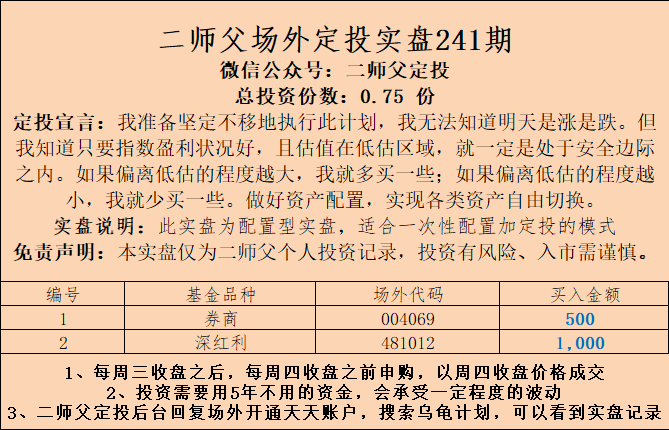 二师父场外定投实盘241期
微信公众号：二师父定投
总投资份数：0.75 份
定投宣言：我准备坚定不移地执行此计划，我无法知道明天是涨是跌。但
我知道只要指数盈利状况好，且估值在低估区域，就一定是处于安全边际
之内。如果偏离低估的程度越大，我就多买一些；如果偏离低估的程度越
小，我就少买一些。做好资产配置，实现各类资产自由切换。
实盘说明：此实盘为配置型实盘，适合一次性配置加定投的模式
免责声明：本实盘仅为二师父个人投资记录，投资有风险、入市需谨慎。
编号 基金品种 场外代码 买入金额
1 券商 004069 500
2 深红利 481012 1,000
1、每周三收盘之后，每周四收盘之前申购，以周四收盘价格成交
2、投资需要用5年不用的资金，会承受一定程度的波动
3、二师父定投后台回复场外开通天天账户，搜索乌龟计划，可以看到实盘记录